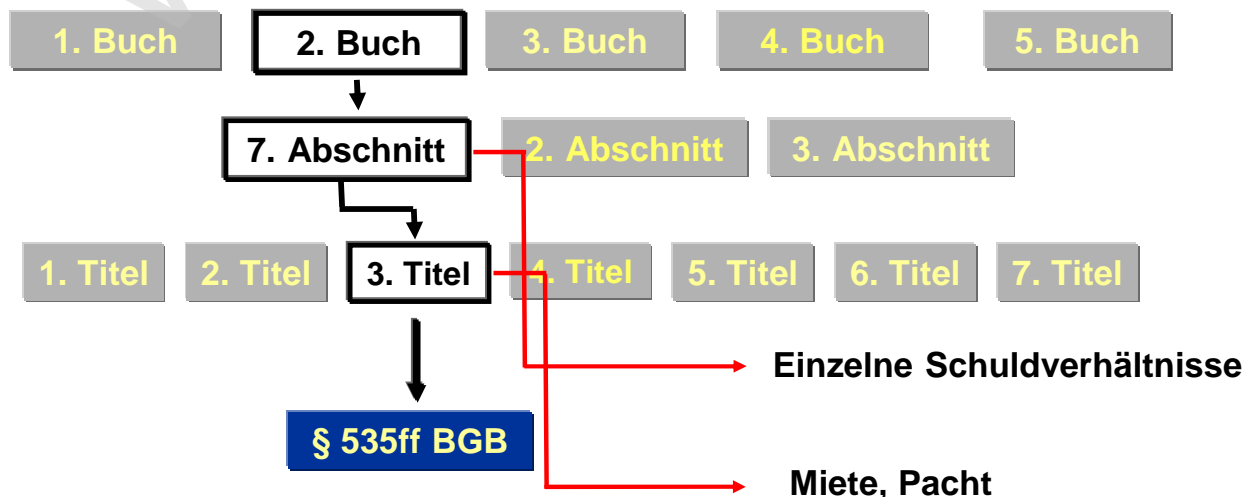 1. Buch 2. Buch 3. Buch 4. Buch 5. Buch
7. Abschnitt 2. Abschnitt 3. Abschnitt
1. Titel 2. Titel 3. Titel 4. Titel 5. Titel 6. Titel 7. Titel
Einzelne Schuldverhältnisse
§ 535ff BGB
Miete, Pacht